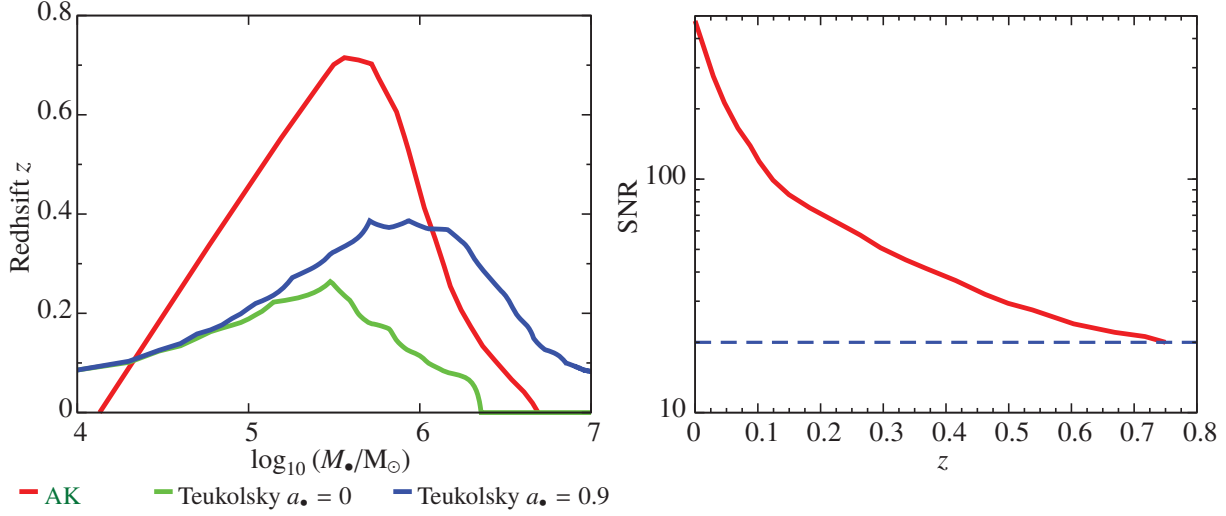 0.8
0.6
0.4
0.2
0
Redhsift z
4 5 6 7
log₁₀ (M•/M⊙)
AK
Teukolsky a• = 0
Teukolsky a• = 0.9
100
10
SNR
0 0.1 0.2 0.3 0.4 0.5 0.6 0.7 0.8
z